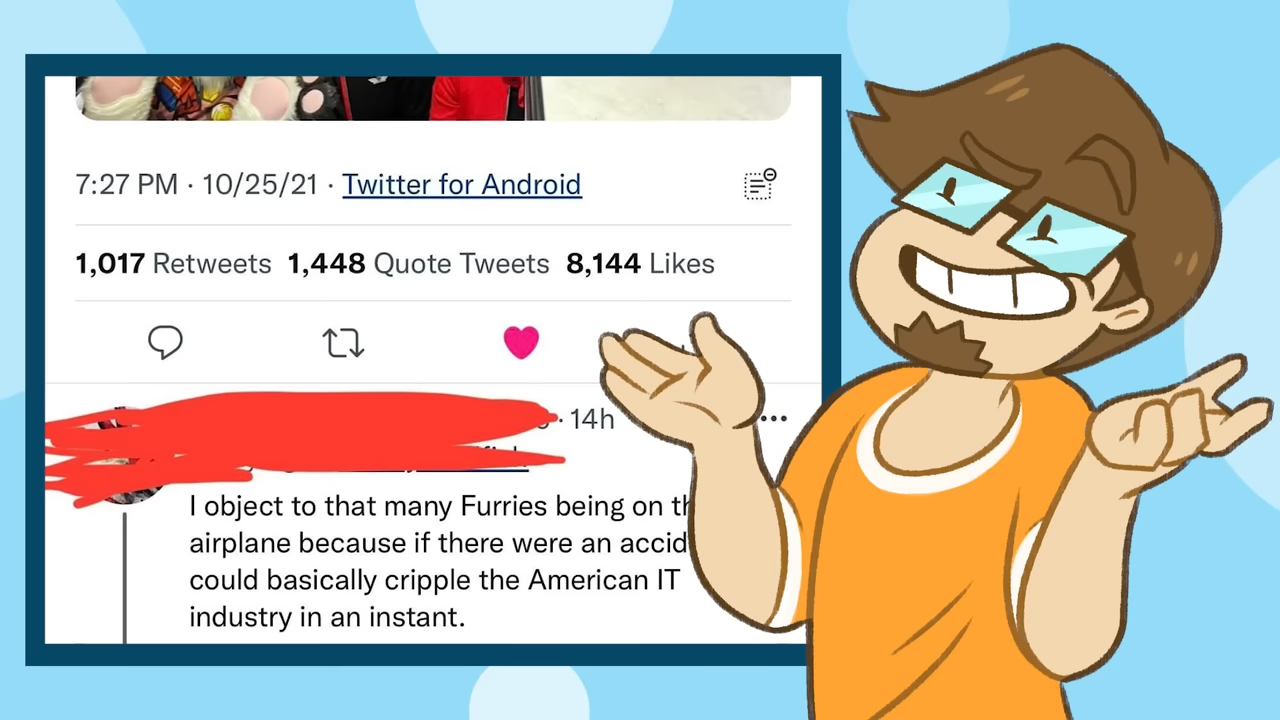 7:27 PM · 10/25/21 · Twitter for Android
1,017 Retweets 1,448 Quote Tweets 8,144 Likes
· 14h
I object to that many Furries being on
airplane because if there were an
could basically cripple the American IT
industry in an instant.